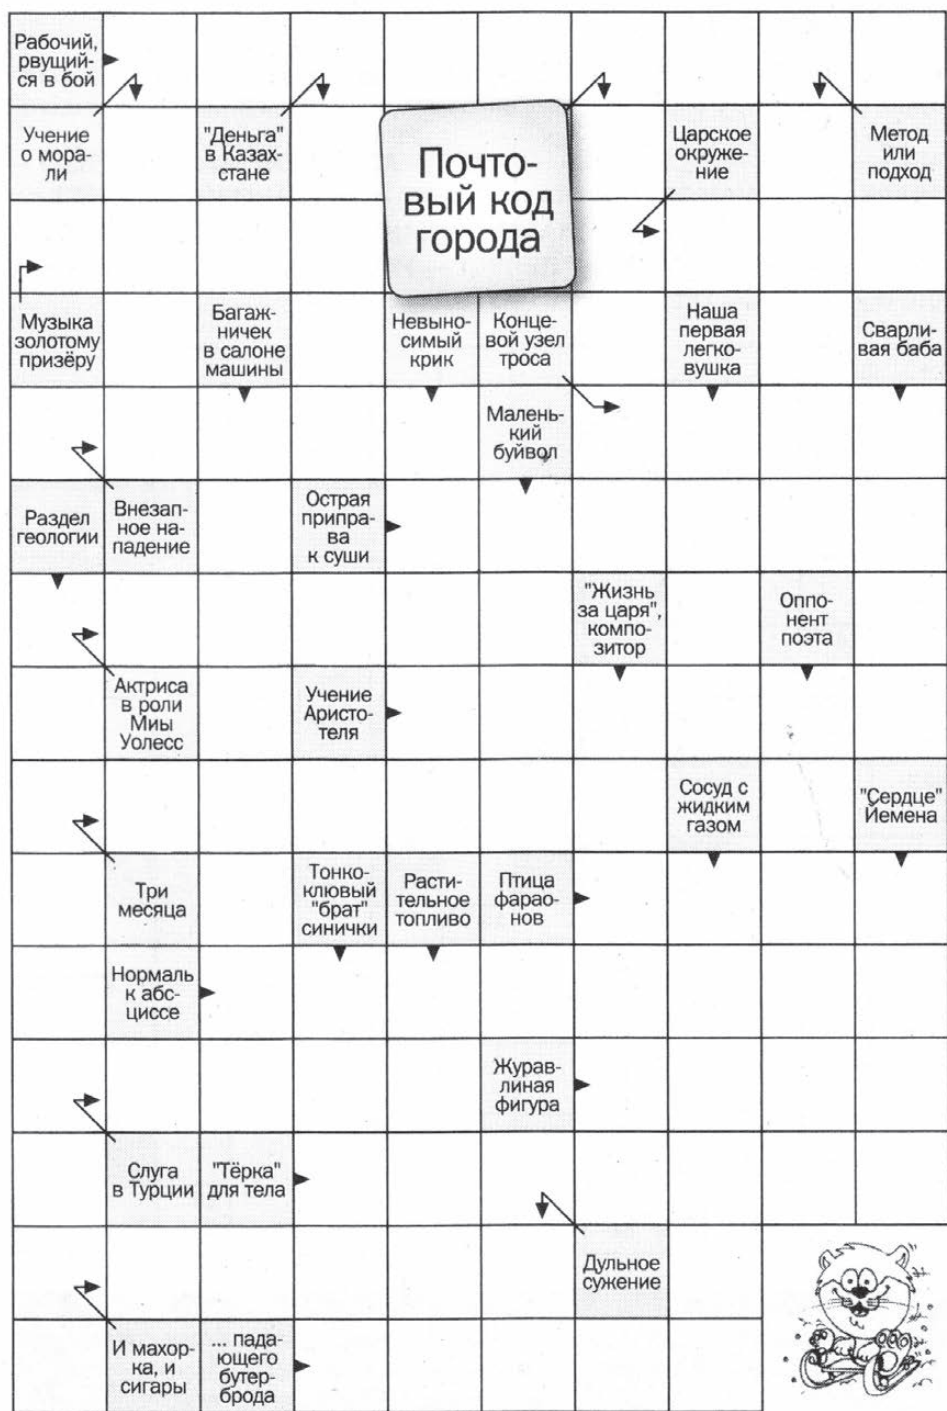 Рабочий,
рвущий-
ся в бой
Учение
о мора-
ли
"Деньга"
в Казах-
стане
Почто-
вый код
города
Царское
окруже-
ние
Метод
или
подход
Музыка
золотому
призёру
Багаж-
ничек
в салоне
машины
Невыно-
симый
крик
Конце-
вой узел
троса
Наша
первая
легко-
вушка
Сварли-
вая баба
Малень-
кий
буйвол
Раздел
геологии
Внезап-
ное на-
падение
Острая
припра-
ва
к суши
"Жизнь
за царя",
компо-
зитор
Оппо-
нент
поэта
Актриса
в роли
Миы
Уолесс
Учение
Аристо-
теля
Сосуд с
жидким
газом
"Сердце"
Йемена
Три
месяца
Тонко-
клювый
"брат"
синички
Расти-
тельное
топливо
Птица
фарао-
нов
Нормаль
к абс-
циссе
Журав-
линая
фигура
Слуга
в Турции
"Тёрка"
для тела
Дульное
сужение
И махор-
ка, и
сигары
... пада-
ющего
бутер-
брода